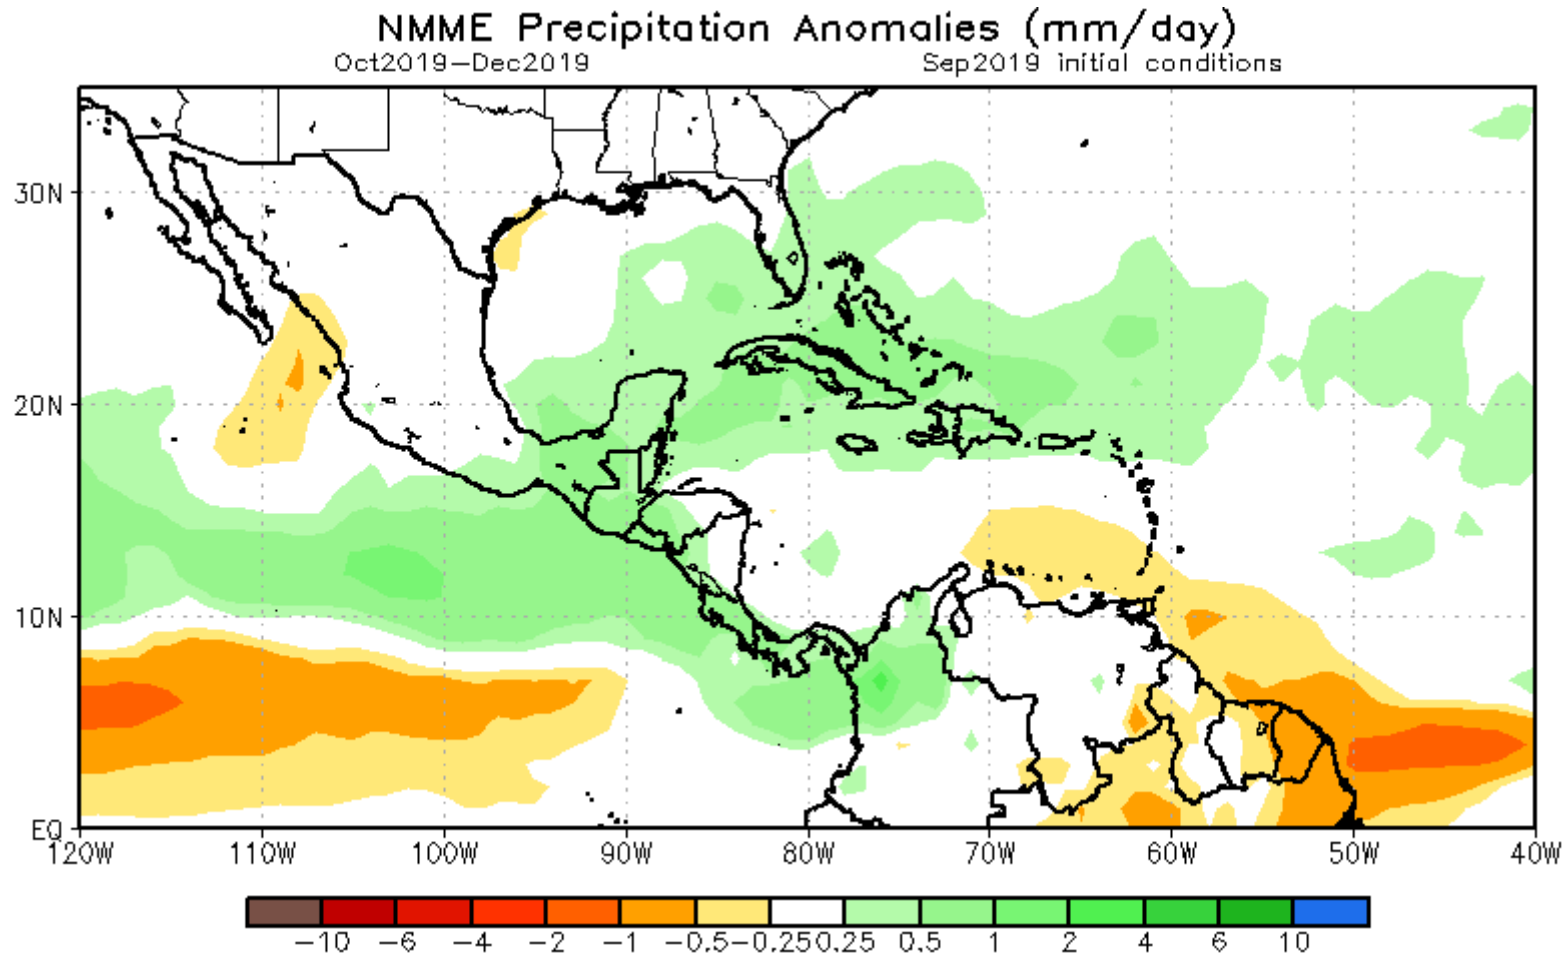 NMME Precipitation Anomalies (mm/day)
Oct2019-Dec2019 Sep2019 initial conditions
30N
20N
10N
EQ
120W 110W 100W 90W 80W 70W 60W 50W 40W
-10 -6 -4 -2 -1 -0.5 -0.25 0.25 0.5 1 2 4 6 10